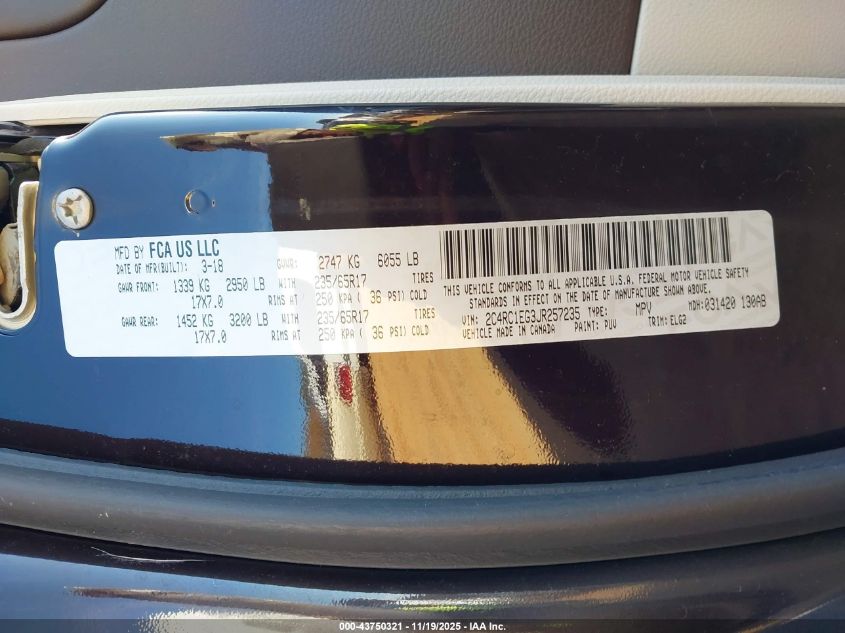 MFD BY FCA US LLC
DATE OF MFR(BUILT): 3-18 GVWR: 2747 KG 6055 LB
GAWR FRONT: 1339 KG 2950 LB WITH 235/65R17 TIRES
17X7.0 RIMS AT 250 KPA ( 36 PSI) COLD
GAWR REAR: 1452 KG 3200 LB WITH 235/65R17 TIRES
17X7.0 RIMS AT 250 KPA ( 36 PSI) COLD
THIS VEHICLE CONFORMS TO ALL APPLICABLE U.S.A. FEDERAL MOTOR VEHICLE SAFETY
STANDARDS IN EFFECT ON THE DATE OF MANUFACTURE SHOWN ABOVE.
VIN: 2C4RC1EG3JR257235 TYPE: MPV MDH: 031420 130AB
VEHICLE MADE IN CANADA PAINT: PUV TRIM: ELG2
000-43750321 - 11/19/2025 - IAA Inc.